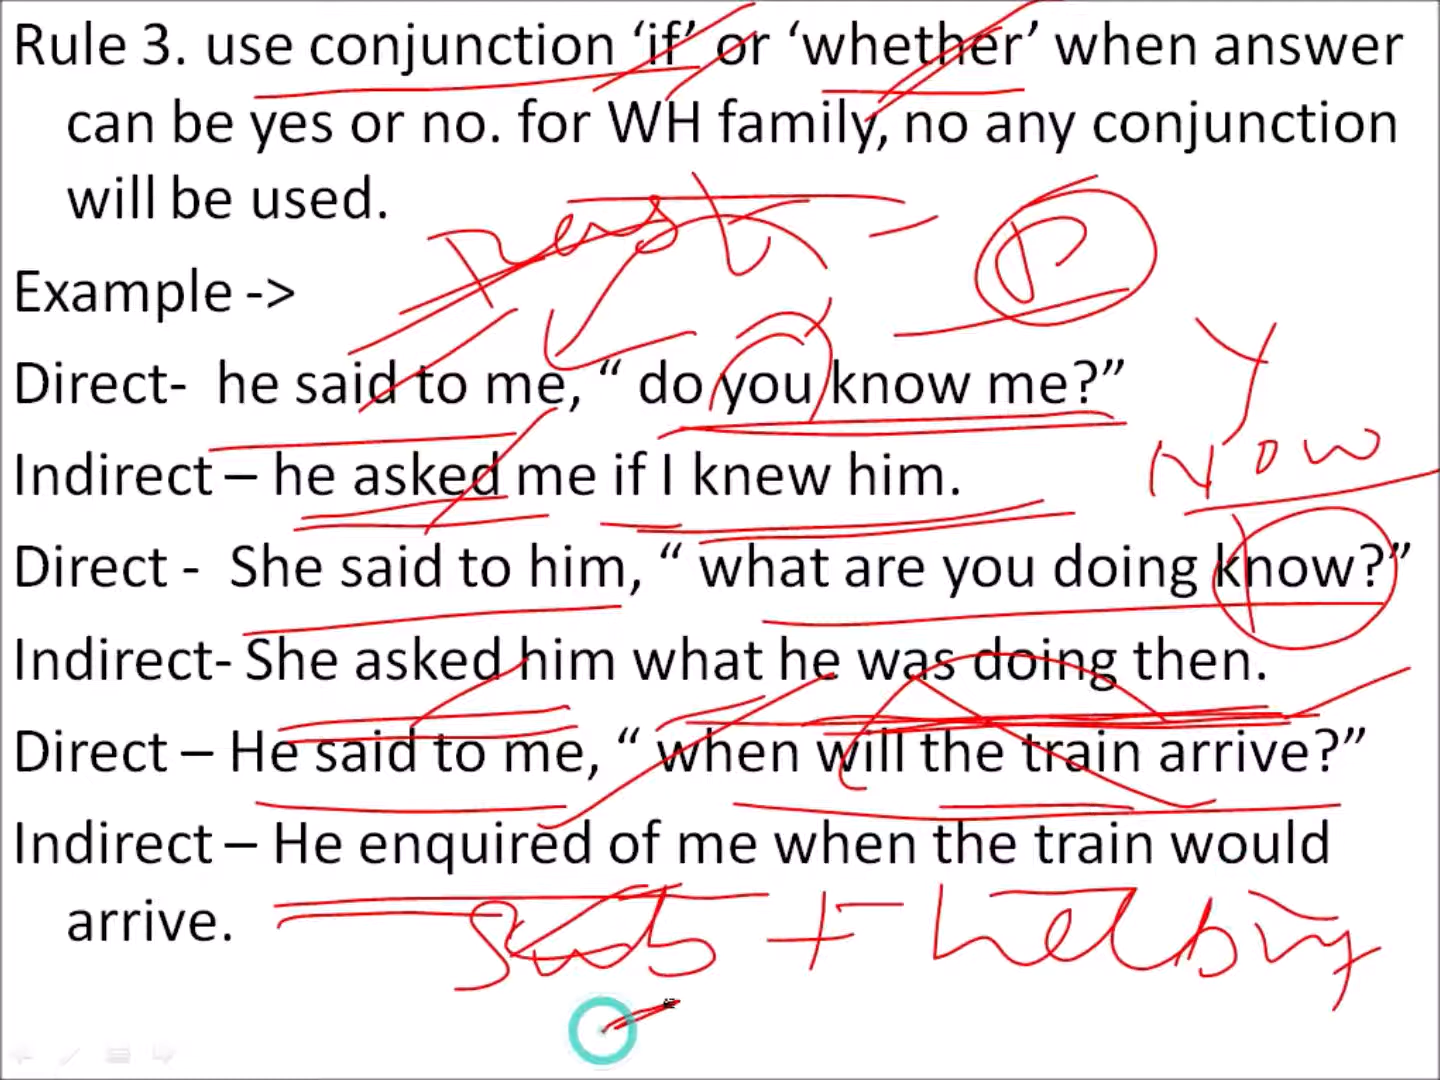 Rule 3. use conjunction ‘if’ or ‘whether’ when answer
can be yes or no. for WH family, no any conjunction
will be used.
Past - P
Example ->
Direct- he said to me, “ do you know me?”
Y
Now
Indirect – he asked me if I knew him.
Direct - She said to him, “ what are you doing know?”
Indirect- She asked him what he was doing then.
Direct – He said to me, “ when will the train arrive?”
Indirect – He enquired of me when the train would
arrive.
Sub + helbing